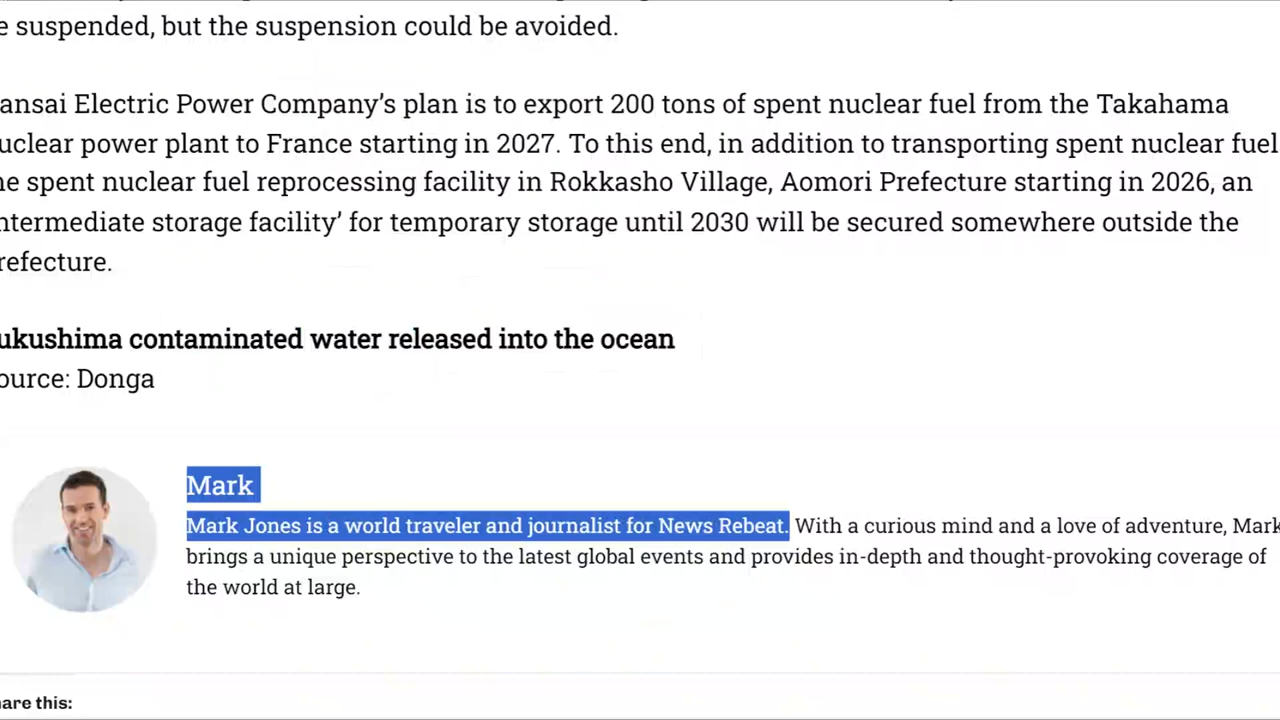 e suspended, but the suspension could be avoided.
ansai Electric Power Company’s plan is to export 200 tons of spent nuclear fuel from the Takahama
uclear power plant to France starting in 2027. To this end, in addition to transporting spent nuclear fuel
he spent nuclear fuel reprocessing facility in Rokkasho Village, Aomori Prefecture starting in 2026, an
ntermediate storage facility’ for temporary storage until 2030 will be secured somewhere outside the
refecture.
ukushima contaminated water released into the ocean
ource: Donga
Mark
Mark Jones is a world traveler and journalist for News Rebeat. With a curious mind and a love of adventure, Mark
brings a unique perspective to the latest global events and provides in-depth and thought-provoking coverage of
the world at large.
are this: